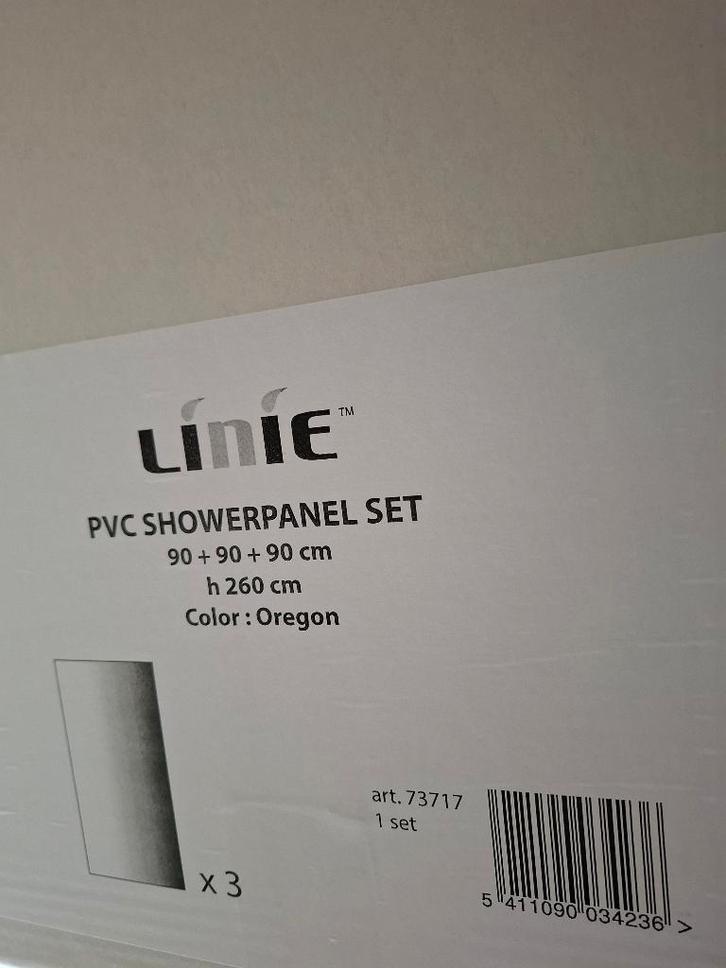 LiniE™
PVC SHOWERPANEL SET
90 + 90 + 90 cm
h 260 cm
Color : Oregon
x 3
art. 73717
1 set
5 411090 034236 >